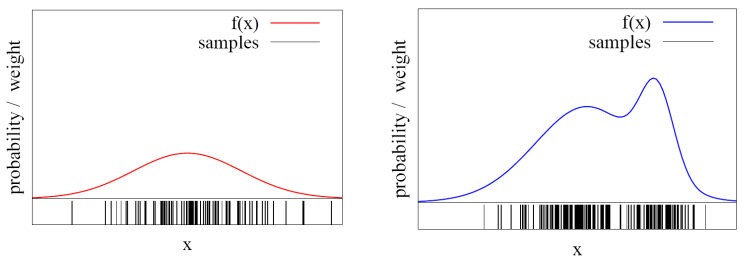 f(x)
samples
probability / weight
x
f(x)
samples
probability / weight
x